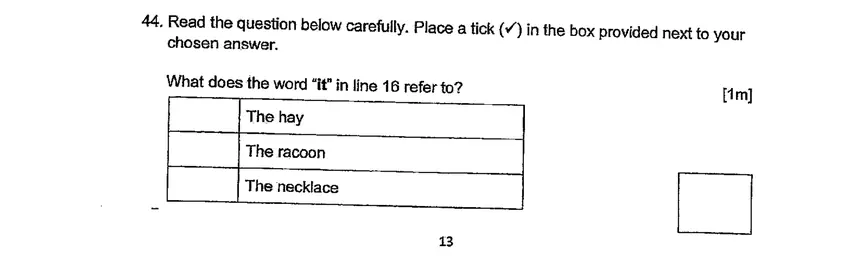 44. Read the question below carefully. Place a tick (✓) in the box provided next to your
chosen answer.
What does the word "it" in line 16 refer to?
[1m]
The hay
The racoon
The necklace
13